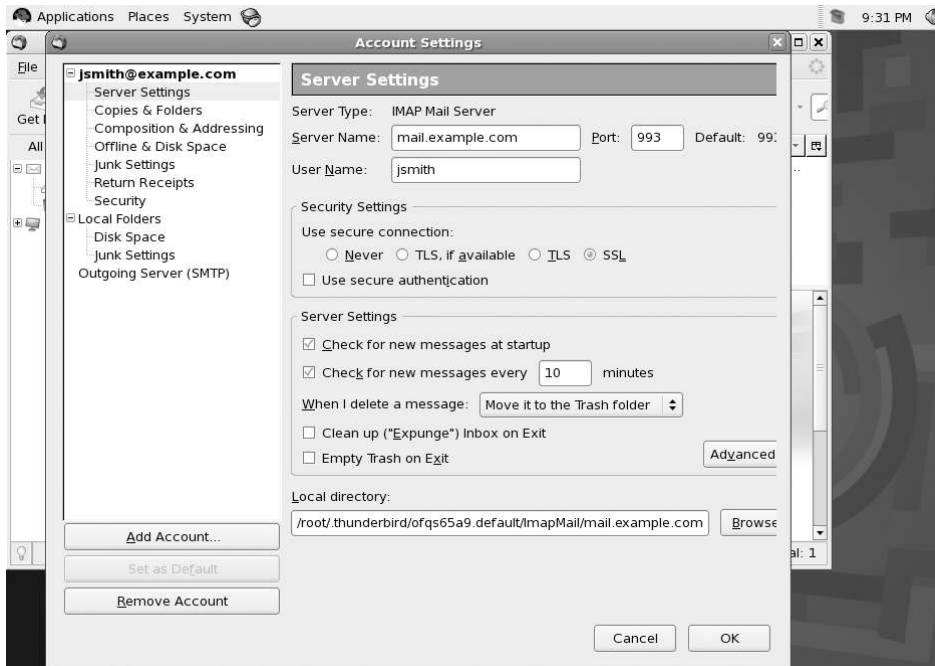 Applications Places System 9:31 PM
Account Settings
File
Get
All
jsmith@example.com
Server Settings
Copies & Folders
Composition & Addressing
Offline & Disk Space
Junk Settings
Return Receipts
Security
Local Folders
Disk Space
Junk Settings
Outgoing Server (SMTP)
Add Account...
Set as Default
Remove Account
Server Settings
Server Type: IMAP Mail Server
Server Name: mail.example.com Port: 993 Default: 99
User Name: jsmith
Security Settings
Use secure connection:
Never TLS, if available TLS SSL
Use secure authentication
Server Settings
Check for new messages at startup
Check for new messages every 10 minutes
When I delete a message: Move it to the Trash folder
Clean up ("Expunge") Inbox on Exit
Empty Trash on Exit
Advanced
Local directory:
/root/.thunderbird/ofqs65a9.default/ImapMail/mail.example.com Browse
al: 1
Cancel OK